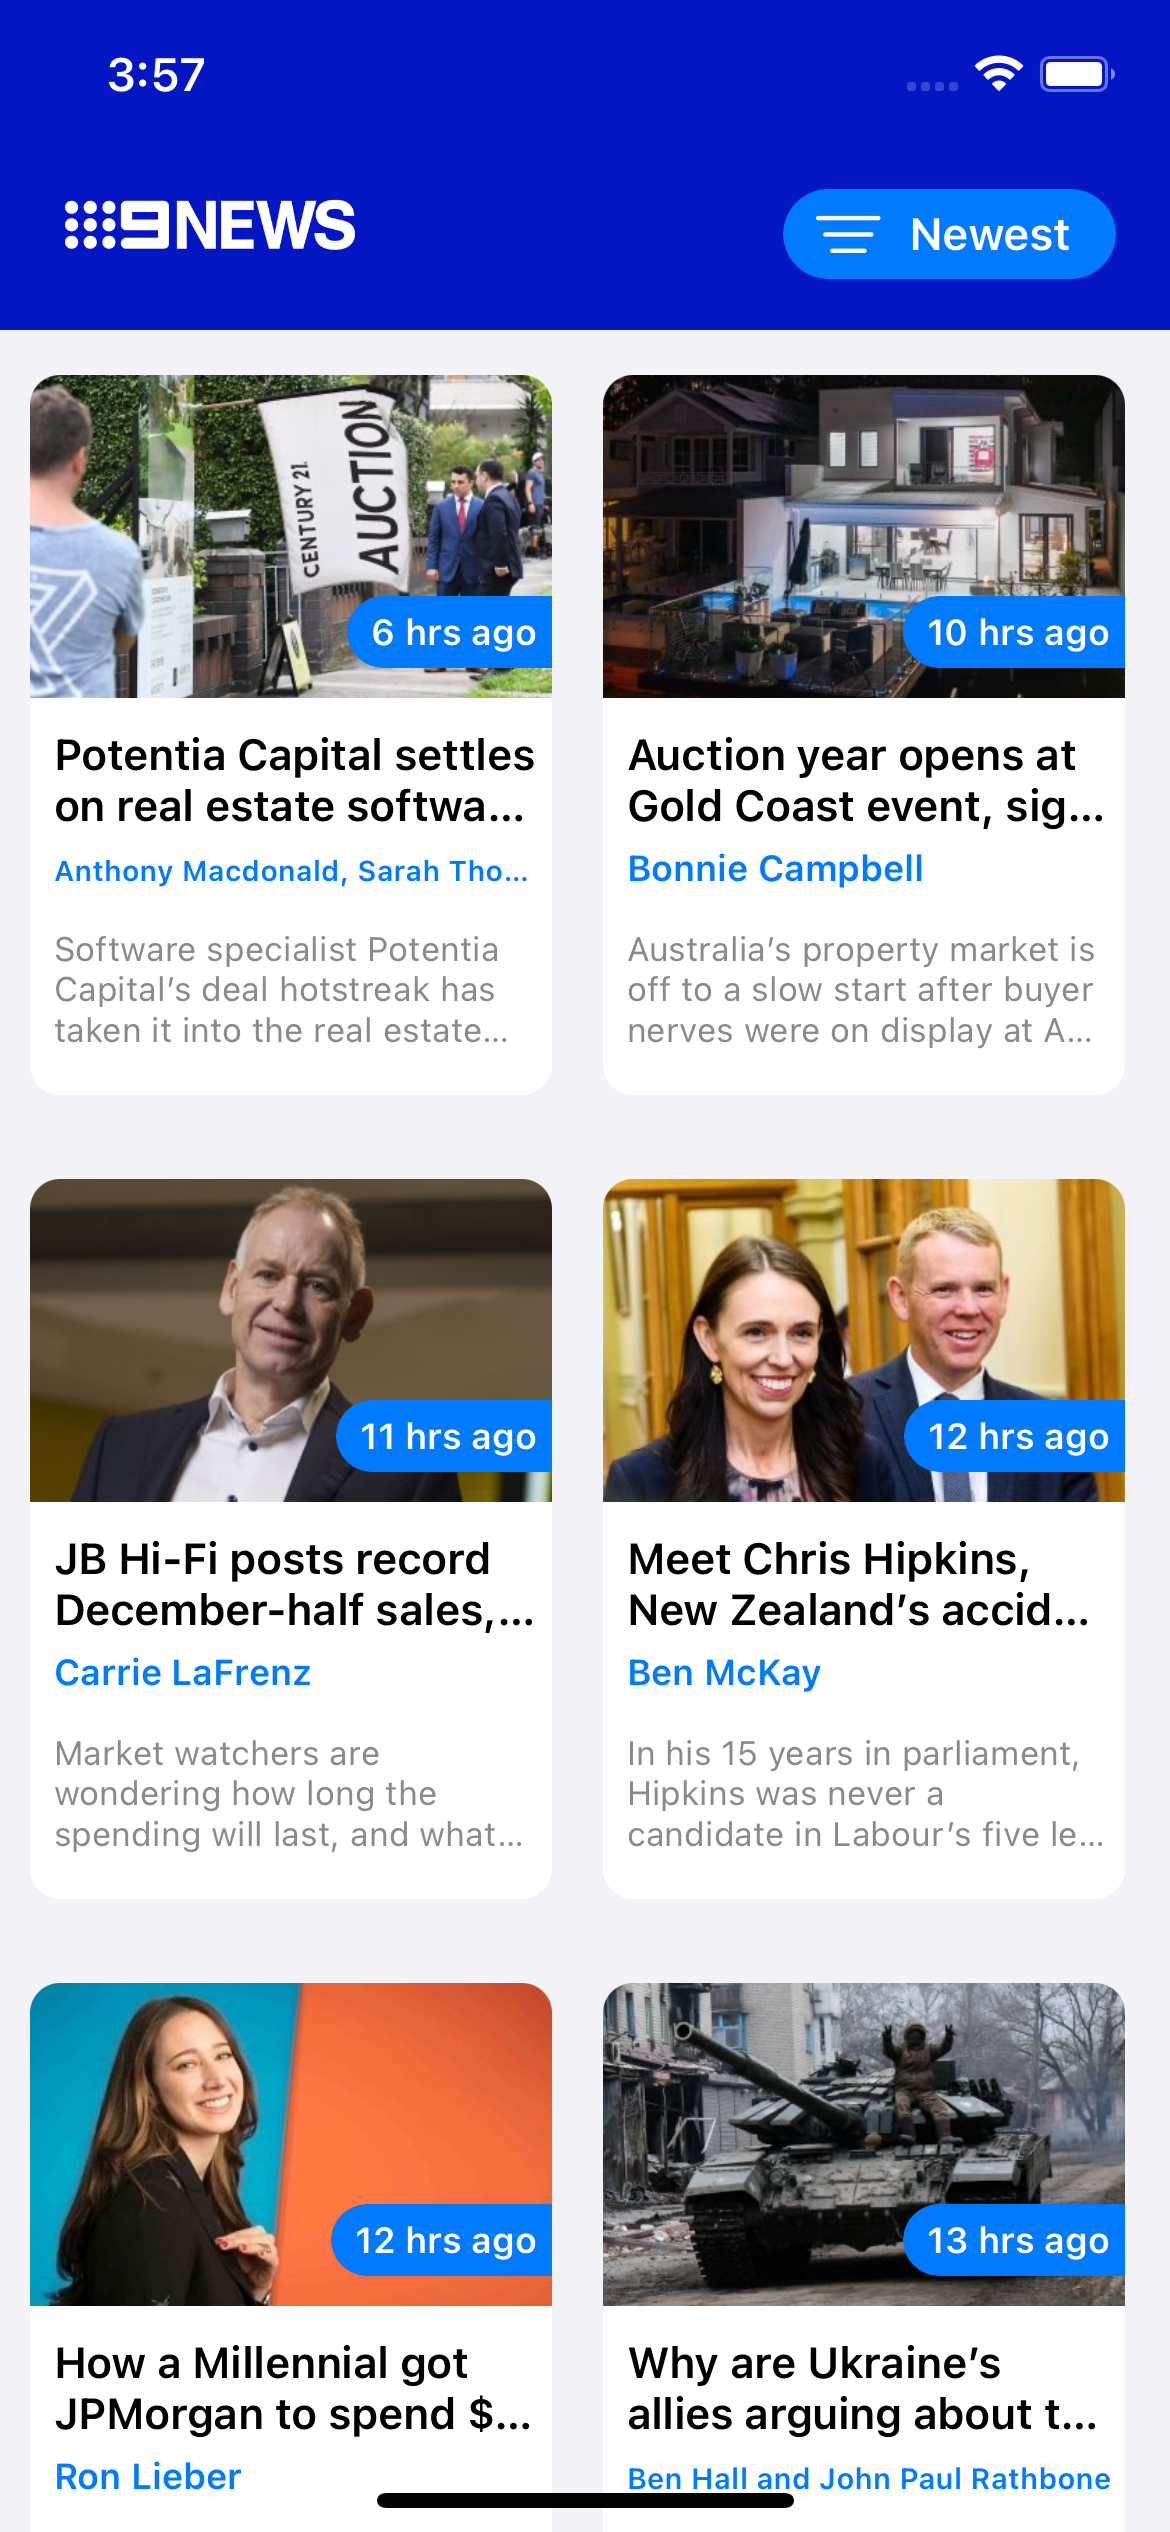 3:57
9NEWS
Newest
CENTURY 21.
AUCTION
6 hrs ago
Potentia Capital settles
on real estate softwa...
Anthony Macdonald, Sarah Tho...
Software specialist Potentia
Capital’s deal hotstreak has
taken it into the real estate...
10 hrs ago
Auction year opens at
Gold Coast event, sig...
Bonnie Campbell
Australia’s property market is
off to a slow start after buyer
nerves were on display at A...
11 hrs ago
JB Hi-Fi posts record
December-half sales,...
Carrie LaFrenz
Market watchers are
wondering how long the
spending will last, and what...
12 hrs ago
Meet Chris Hipkins,
New Zealand’s accid...
Ben McKay
In his 15 years in parliament,
Hipkins was never a
candidate in Labour’s five le...
12 hrs ago
How a Millennial got
JPMorgan to spend $...
Ron Lieber
13 hrs ago
Why are Ukraine’s
allies arguing about t...
Ben Hall and John Paul Rathbone